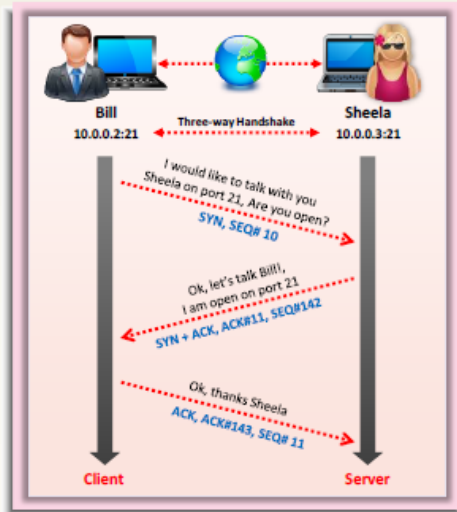 Bill
Sheela
10.0.0.2:21
Three-way Handshake
10.0.0.3:21
I would like to talk with you
Sheela on port 21, Are you open?
SYN, SEQ# 10
Ok, let's talk Bill!,
I am open on port 21
SYN + ACK, ACK#11, SEQ#142
Ok, thanks Sheela
ACK, ACK#143, SEQ# 11
Client
Server